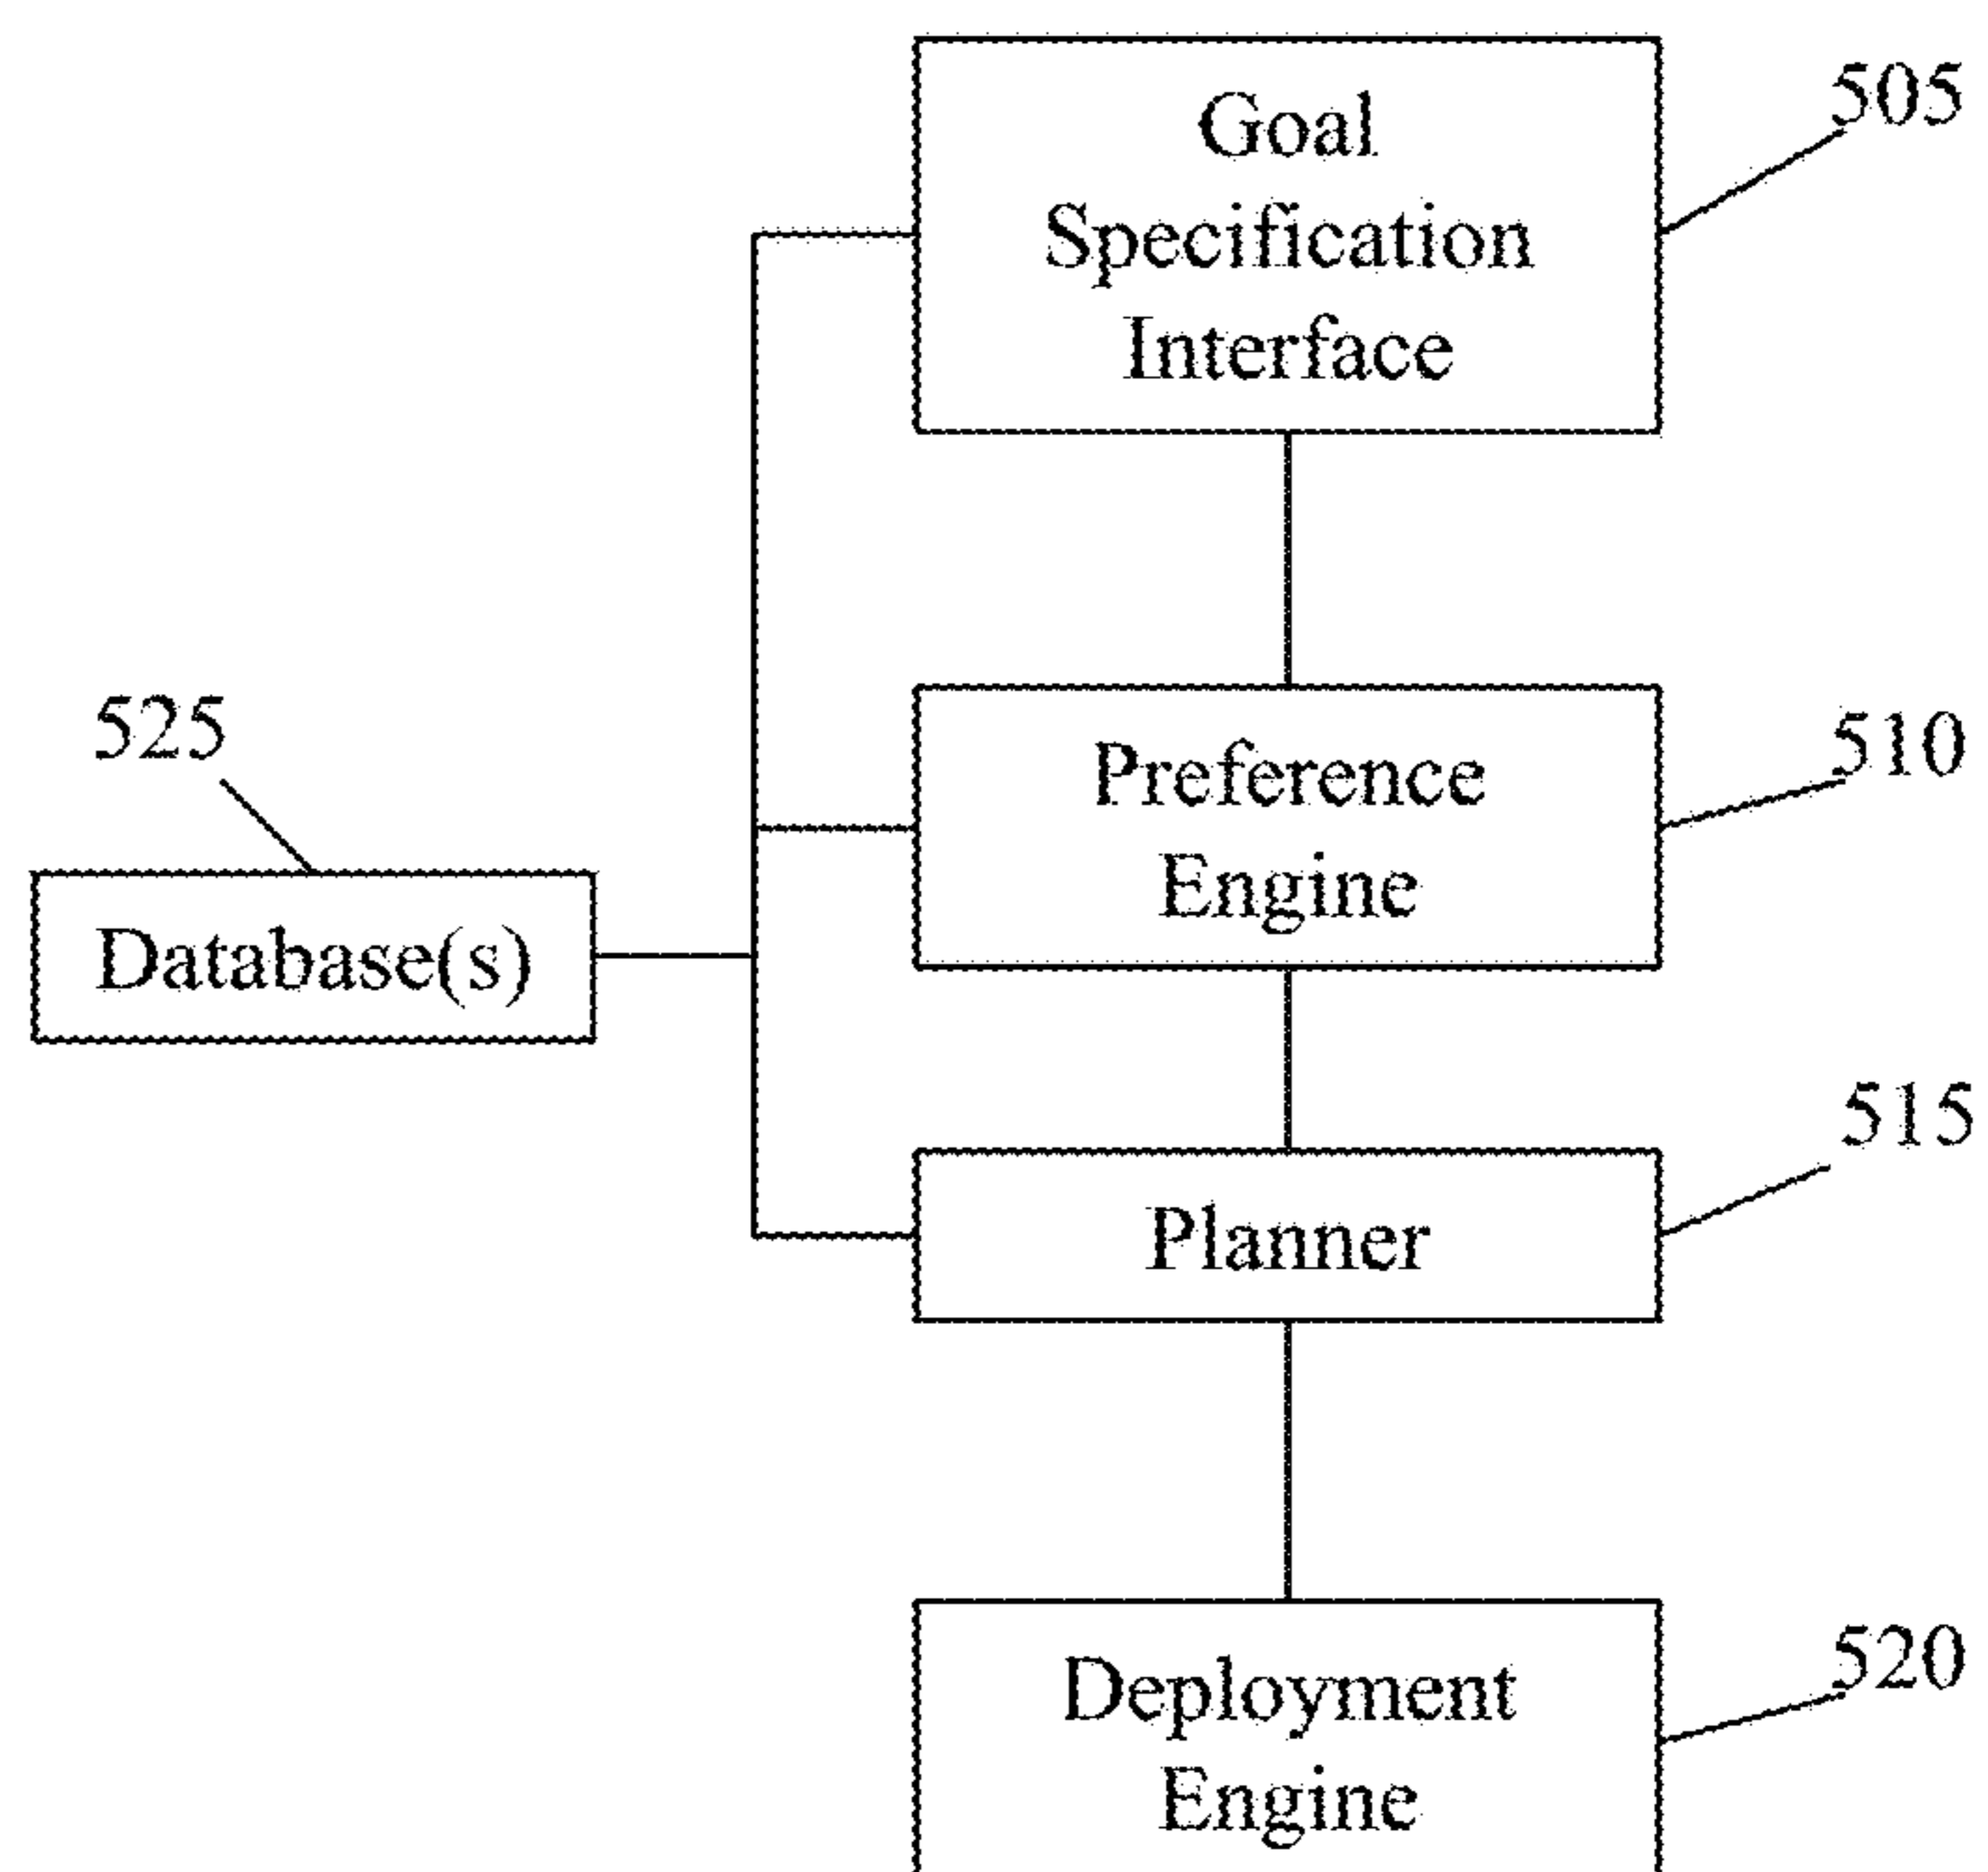 Goal
Specification
Interface
505
525
Preference
Engine
510
Database(s)
Planner
515
Deployment
Engine
520